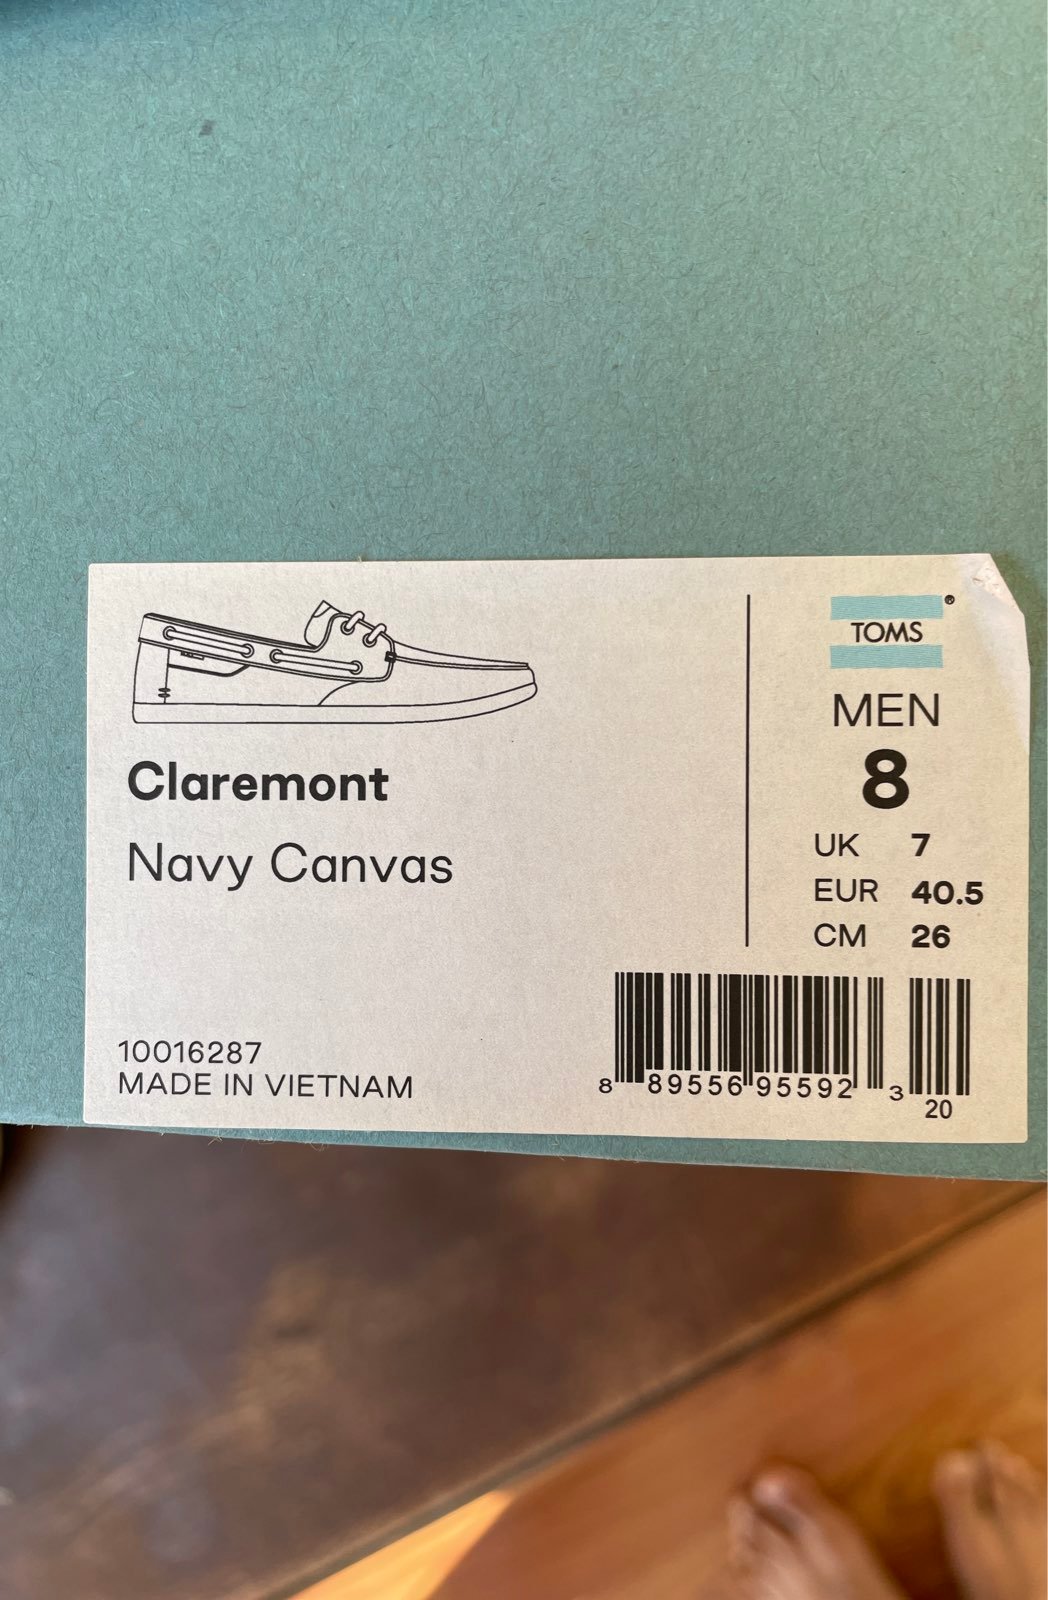 TOMS®
MEN
8
UK 7
EUR 40.5
CM 26
Claremont
Navy Canvas
10016287
MADE IN VIETNAM
8 89556 95592 3
20